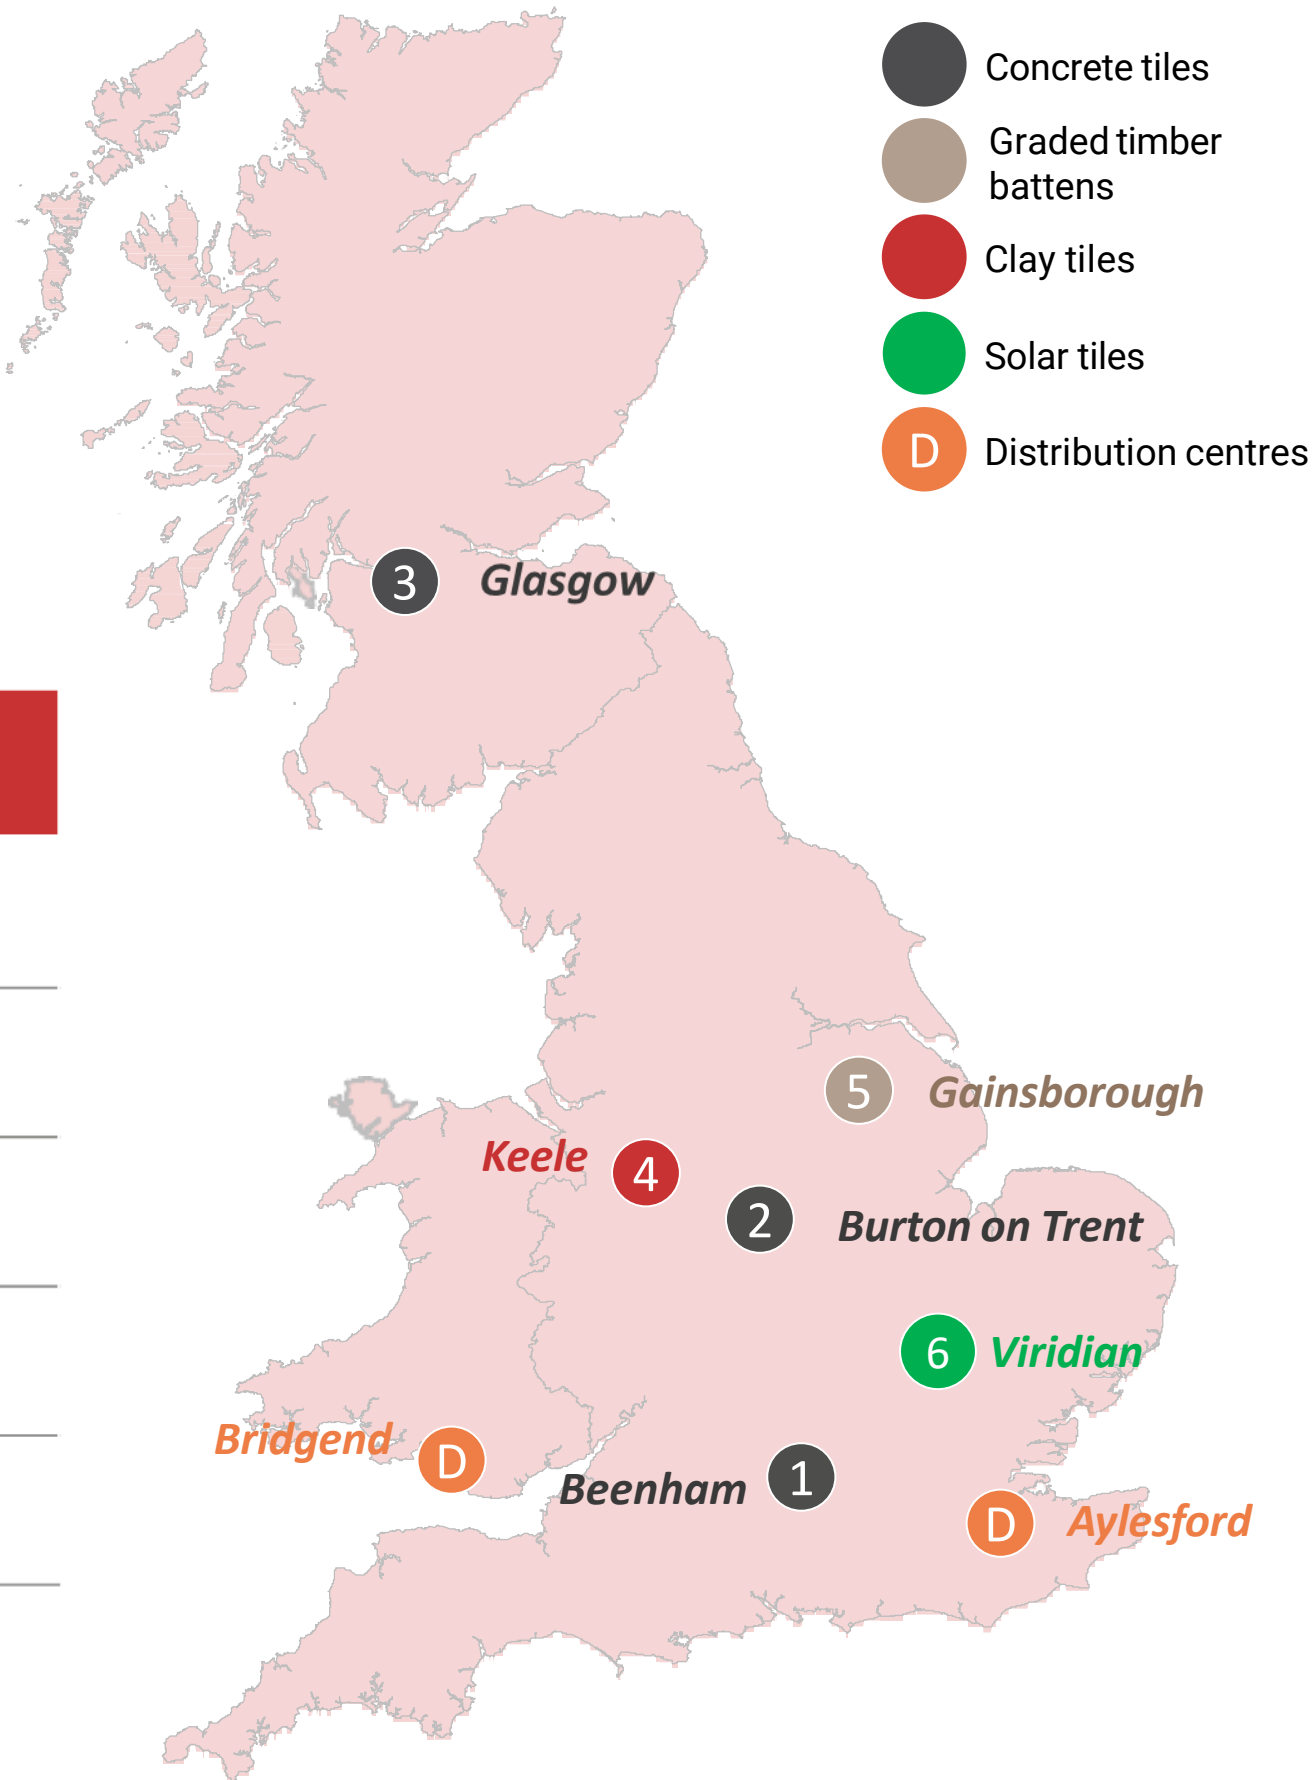 Concrete tiles
Graded timber
battens
Clay tiles
Solar tiles
D Distribution centres
3 Glasgow
5 Gainsborough
Keele 4
2 Burton on Trent
6 Viridian
Bridgend D
Beenham 1
D Aylesford